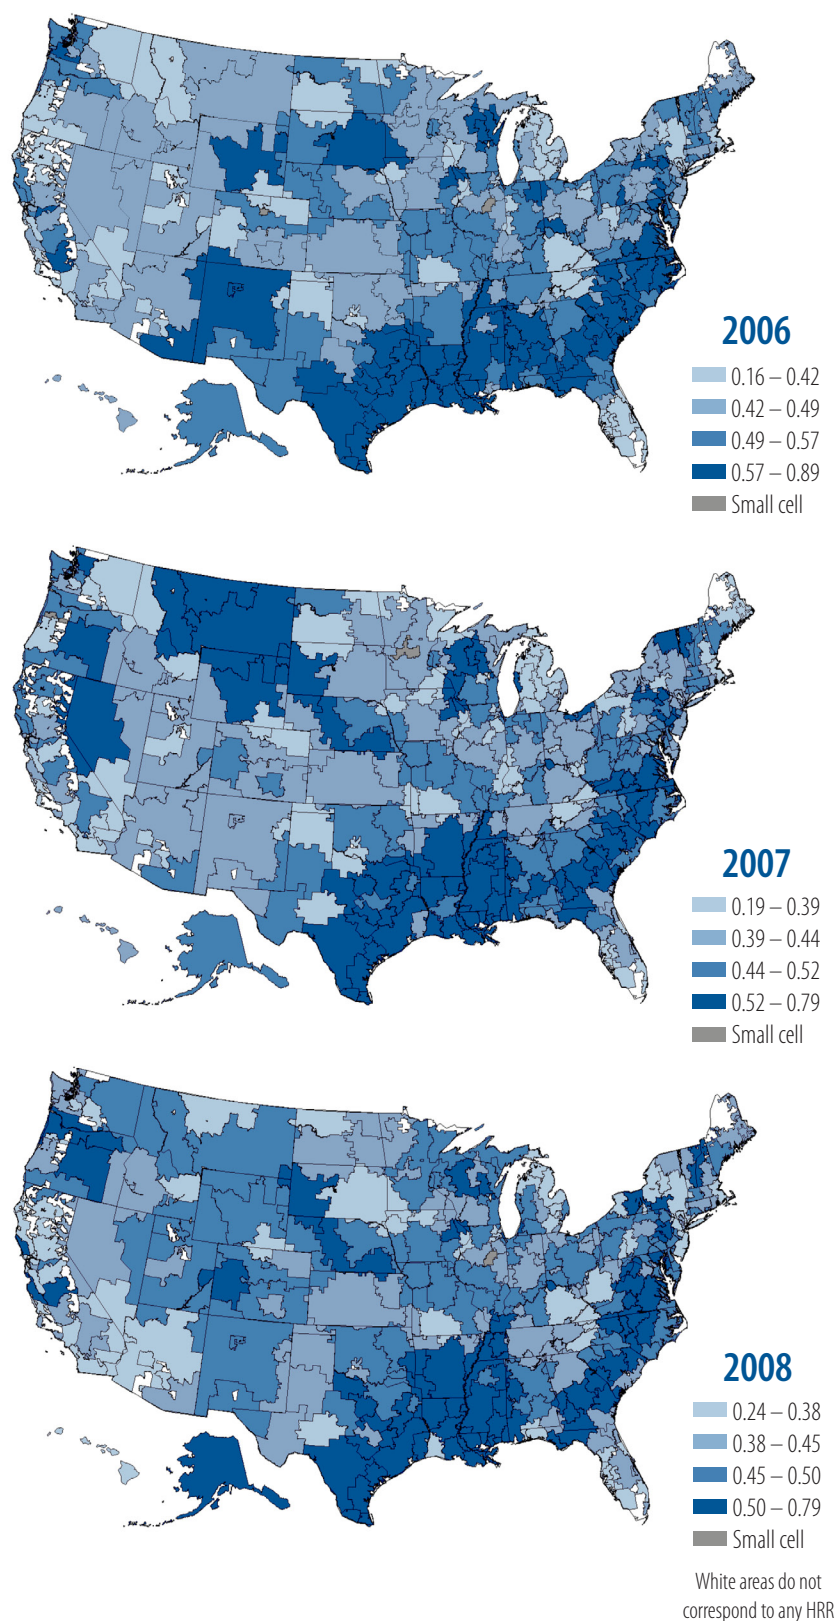 2006
0.16 – 0.42
0.42 – 0.49
0.49 – 0.57
0.57 – 0.89
Small cell
2007
0.19 – 0.39
0.39 – 0.44
0.44 – 0.52
0.52 – 0.79
Small cell
2008
0.24 – 0.38
0.38 – 0.45
0.45 – 0.50
0.50 – 0.79
Small cell
White areas do not
correspond to any HRR